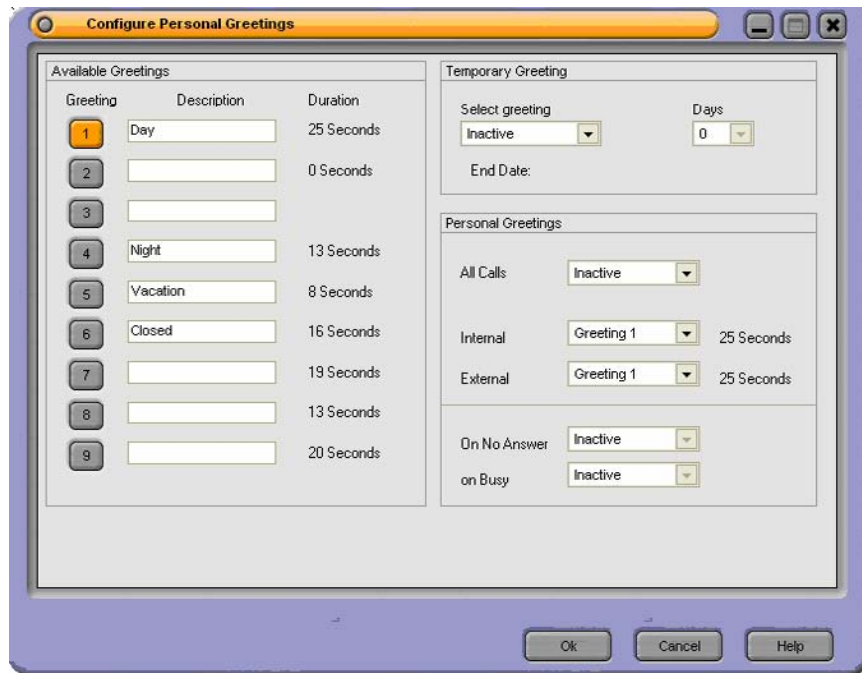 Configure Personal Greetings
Available Greetings
Greeting Description Duration
1 Day 25 Seconds
2 0 Seconds
3
4 Night 13 Seconds
5 Vacation 8 Seconds
6 Closed 16 Seconds
7 19 Seconds
8 13 Seconds
9 20 Seconds
Temporary Greeting
Select greeting Days
Inactive 0
End Date:
Personal Greetings
All Calls Inactive
Internal Greeting 1 25 Seconds
External Greeting 1 25 Seconds
On No Answer Inactive
on Busy Inactive
Ok Cancel Help